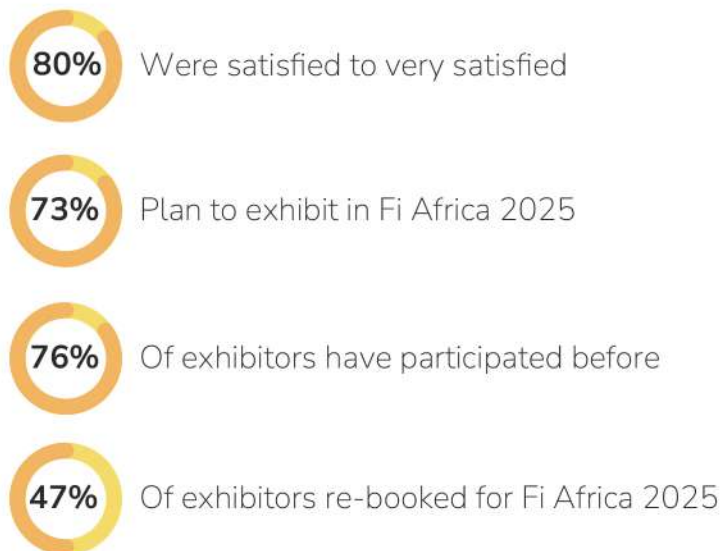 80% Were satisfied to very satisfied
73% Plan to exhibit in Fi Africa 2025
76% Of exhibitors have participated before
47% Of exhibitors re-booked for Fi Africa 2025